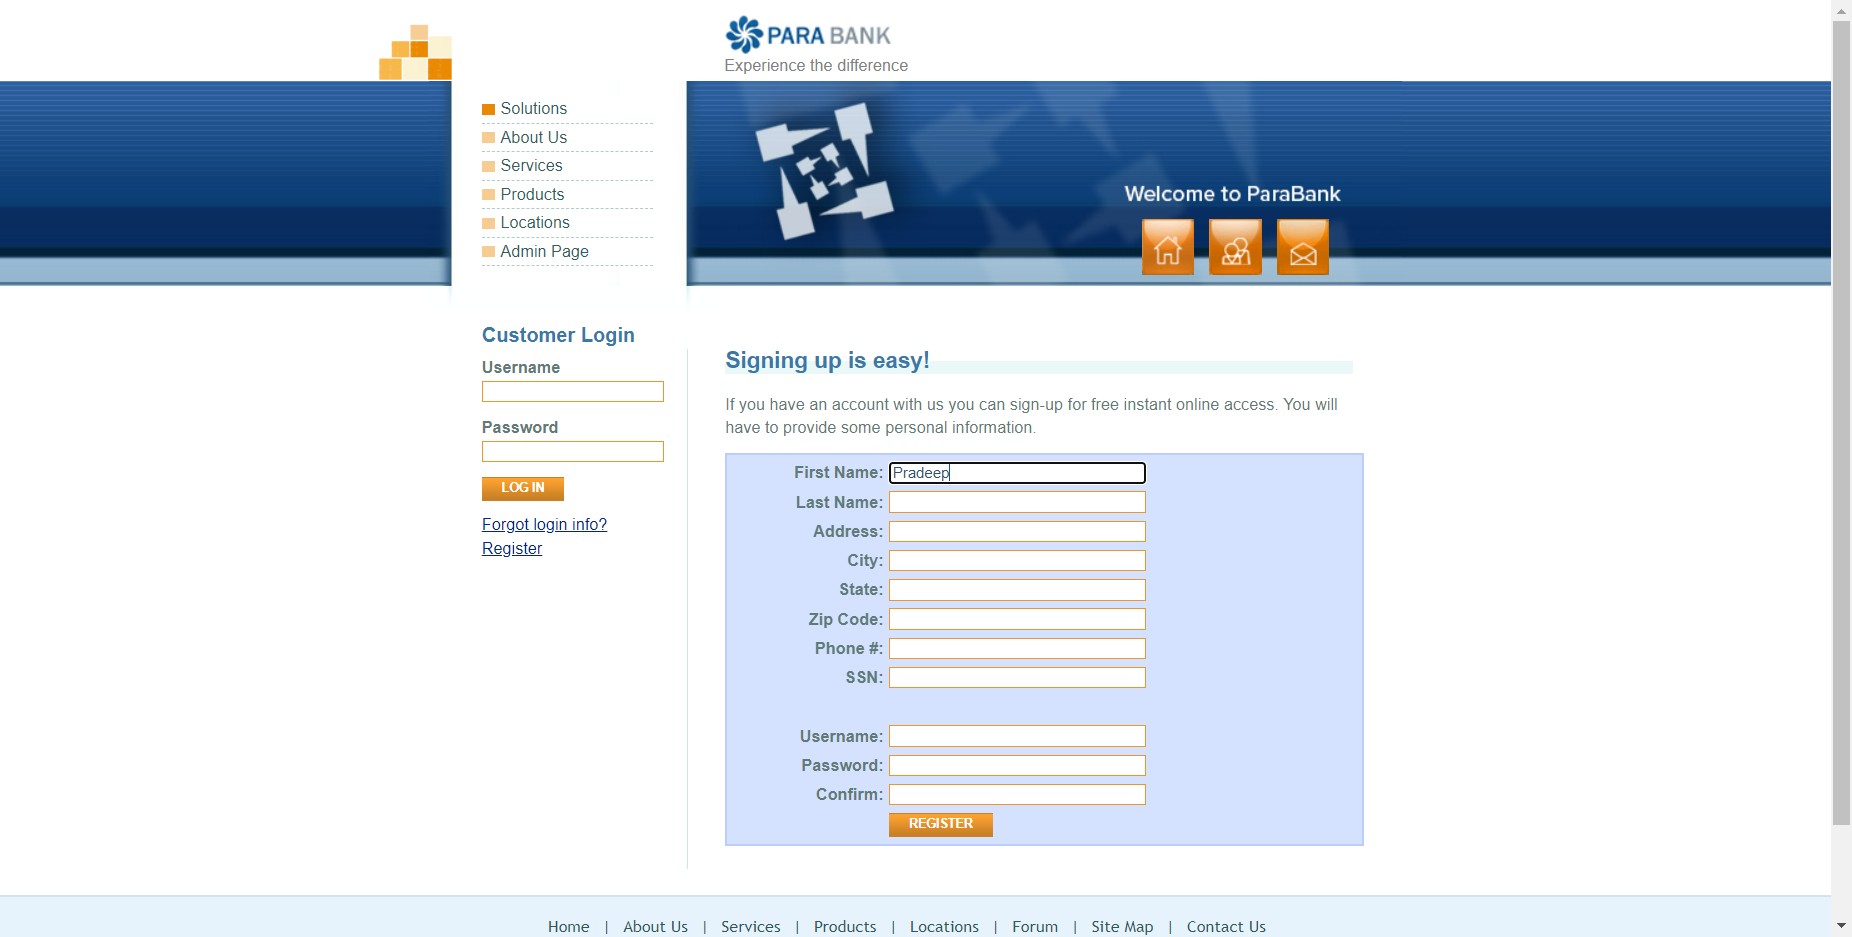 PARA BANK
Experience the difference
Solutions
About Us
Services
Products
Locations
Admin Page
Welcome to ParaBank
Customer Login
Username
Password
LOG IN
Forgot login info?
Register
Signing up is easy!
If you have an account with us you can sign-up for free instant online access. You will
have to provide some personal information.
First Name: Pradeep
Last Name:
Address:
City:
State:
Zip Code:
Phone #:
SSN:
Username:
Password:
Confirm:
REGISTER
Home | About Us | Services | Products | Locations | Forum | Site Map | Contact Us